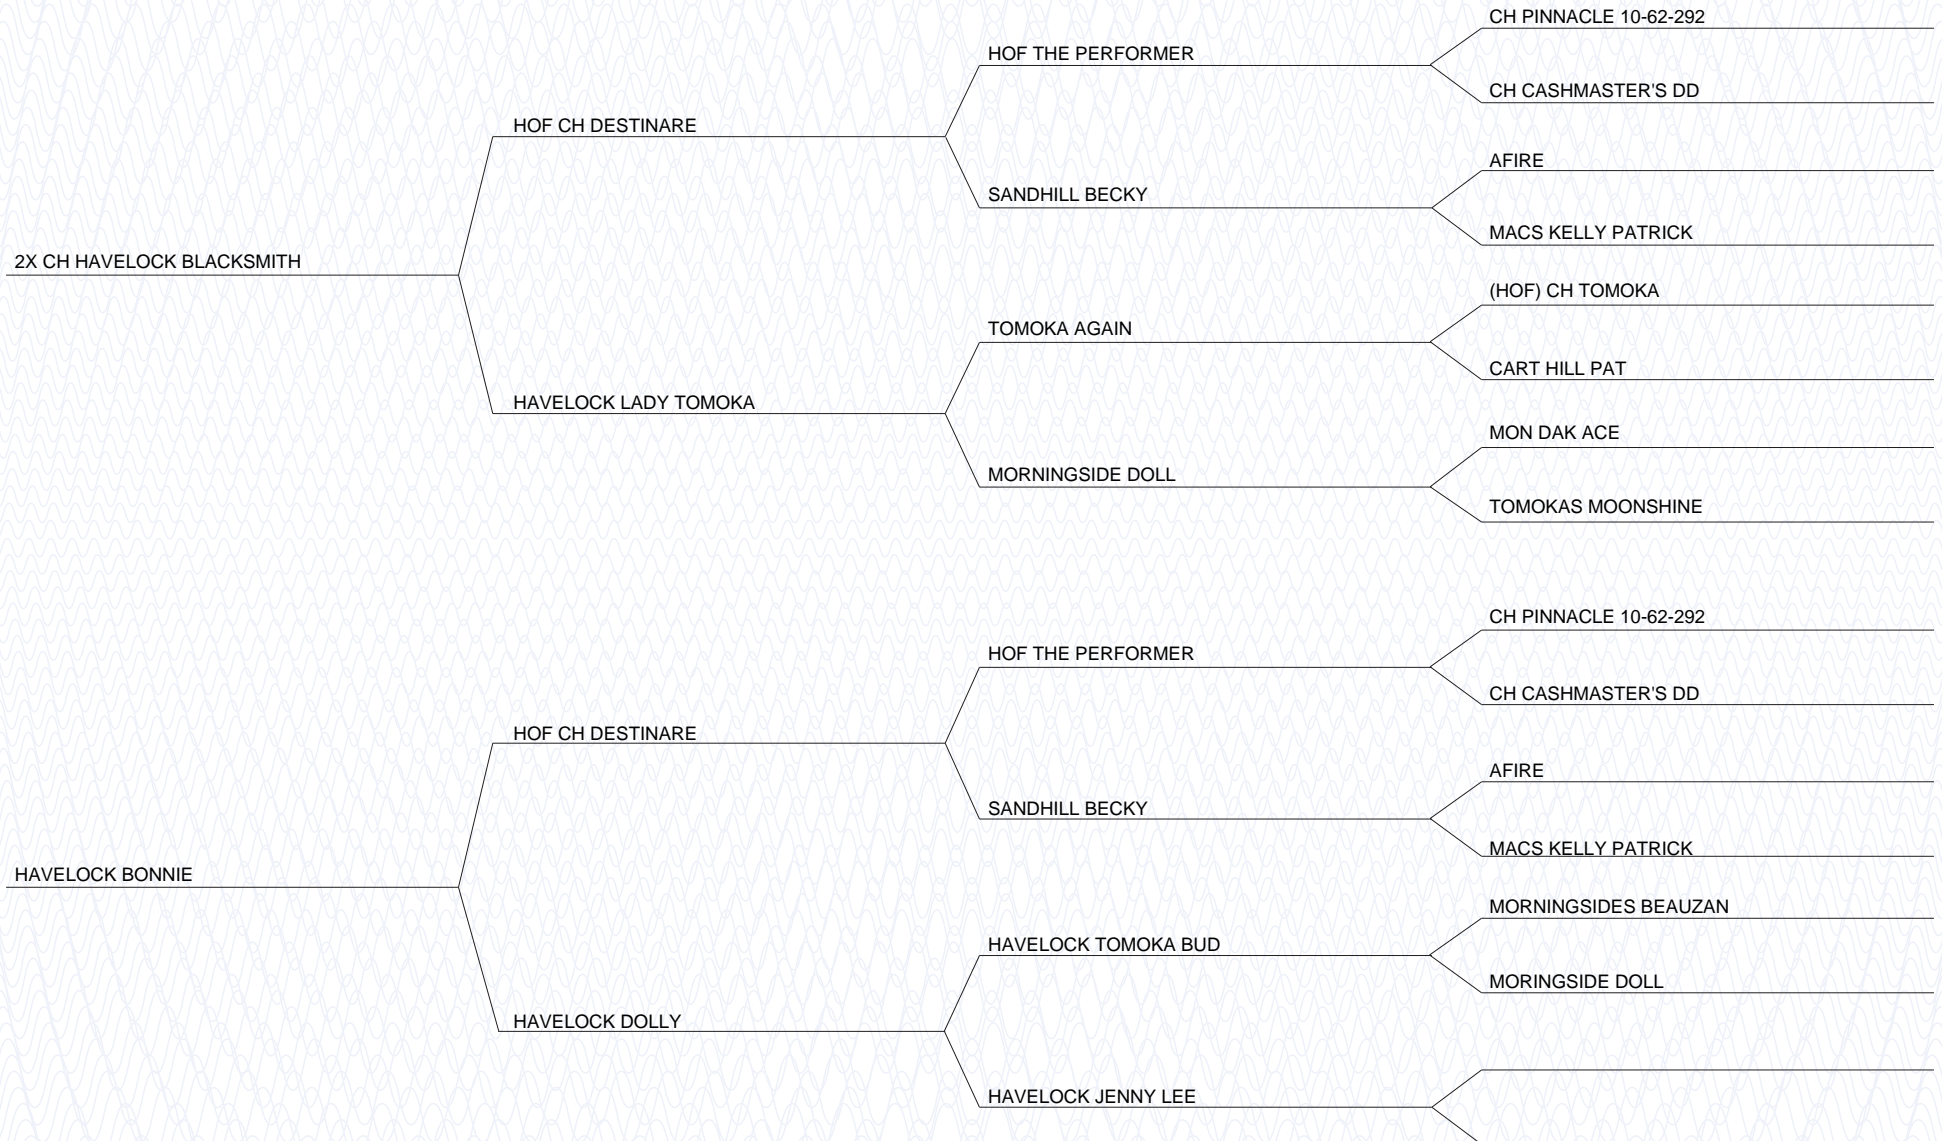 CH PINNACLE 10-62-292
HOF THE PERFORMER
CH CASHMASTER'S DD
HOF CH DESTINARE
AFIRE
SANDHILL BECKY
MACS KELLY PATRICK
2X CH HAVELOCK BLACKSMITH
(HOF) CH TOMOKA
TOMOKA AGAIN
CART HILL PAT
HAVELOCK LADY TOMOKA
MON DAK ACE
MORNINGSIDE DOLL
TOMOKAS MOONSHINE
CH PINNACLE 10-62-292
HOF THE PERFORMER
CH CASHMASTER'S DD
HOF CH DESTINARE
AFIRE
SANDHILL BECKY
MACS KELLY PATRICK
HAVELOCK BONNIE
MORNINGSIDES BEAUZAN
HAVELOCK TOMOKA BUD
MORINGSIDE DOLL
HAVELOCK DOLLY
HAVELOCK JENNY LEE